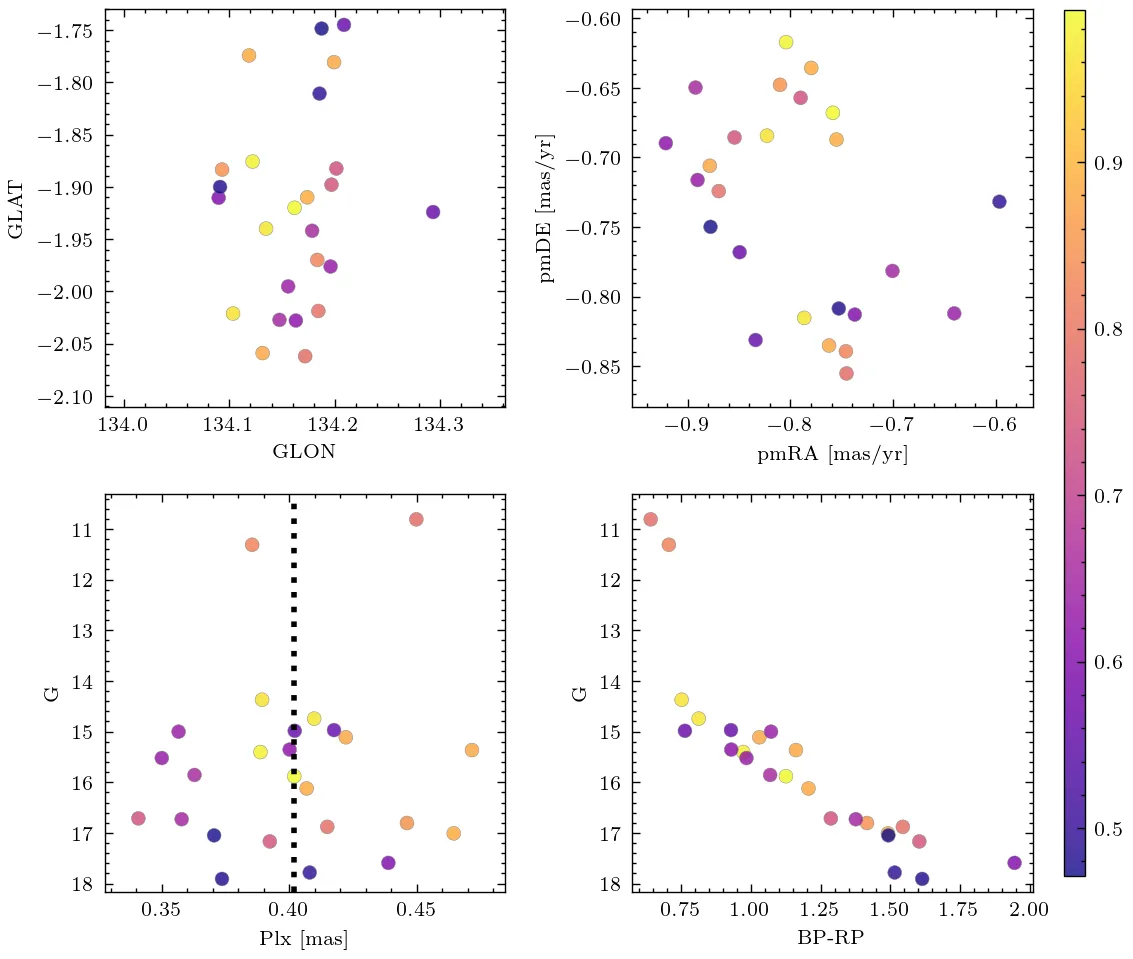 −1.75
−1.80
−1.85
−1.90
−1.95
−2.00
−2.05
−2.10
GLAT
134.0 134.1 134.2 134.3
GLON
−0.60
−0.65
−0.70
−0.75
−0.80
−0.85
pmDE [mas/yr]
−0.9 −0.8 −0.7 −0.6
pmRA [mas/yr]
11
12
13
14
15
16
17
18
G
0.35 0.40 0.45
Plx [mas]
11
12
13
14
15
16
17
18
G
0.75 1.00 1.25 1.50 1.75 2.00
BP-RP
0.9
0.8
0.7
0.6
0.5